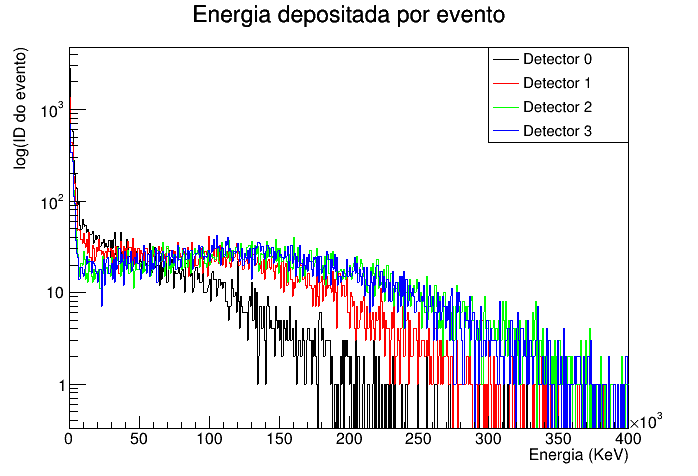 Energia depositada por evento
log(ID do evento)
Detector 0
Detector 1
Detector 2
Detector 3
10³
10²
10
1
0 50 100 150 200 250 300 350 400
×10³
Energia (KeV)